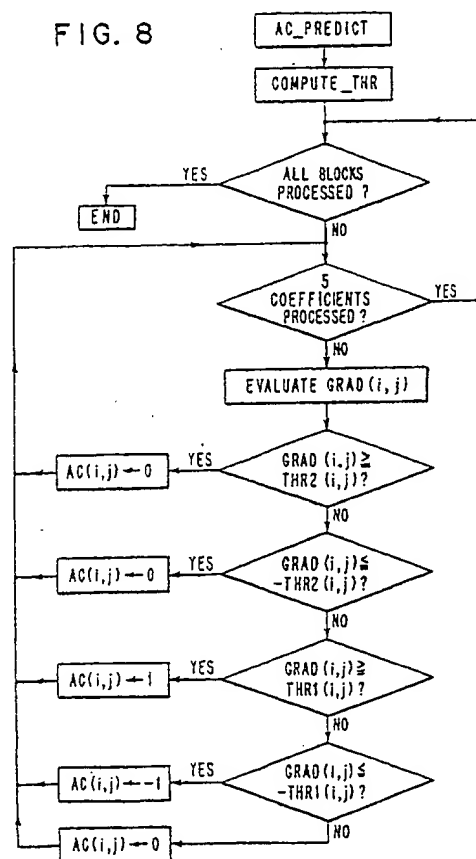 FIG. 8
AC_PREDICT
COMPUTE_THR
ALL BLOCKS
PROCESSED ?
YES
END
NO
5
COEFFICIENTS
PROCESSED ?
YES
NO
EVALUATE GRAD(i,j)
GRAD (i,j) ≧
THR2 (i,j)
?
YES
AC(i,j) ← 0
NO
GRAD (i,j) ≦
-THR2(i,j)?
YES
AC(i,j) ← 0
NO
GRAD(i,j) ≧
THR1(i,j)?
YES
AC(i,j) ← 1
NO
GRAD(i,j) ≦
-THR1(i,j)?
YES
AC(i,j) ← -1
NO
AC(i,j) ← 0